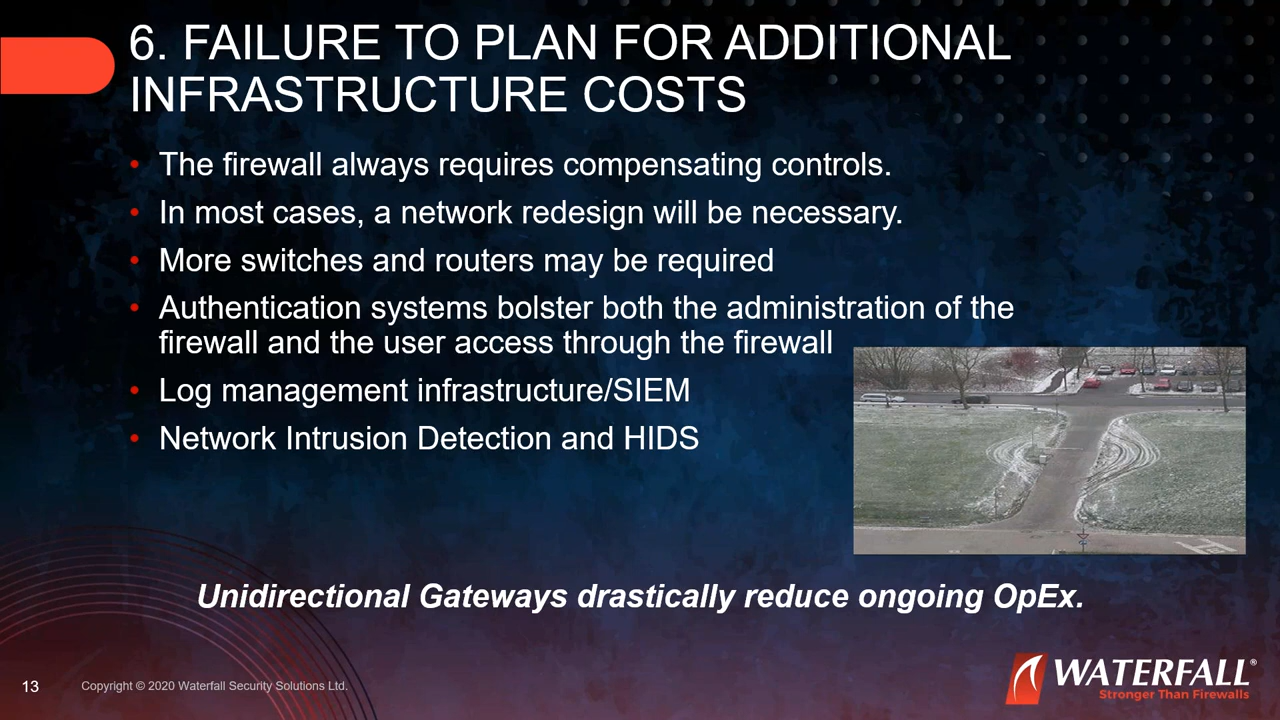 6. FAILURE TO PLAN FOR ADDITIONAL
INFRASTRUCTURE COSTS
• The firewall always requires compensating controls.
• In most cases, a network redesign will be necessary.
• More switches and routers may be required
• Authentication systems bolster both the administration of the
firewall and the user access through the firewall
• Log management infrastructure/SIEM
• Network Intrusion Detection and HIDS
Unidirectional Gateways drastically reduce ongoing OpEx.
13
Copyright © 2020 Waterfall Security Solutions Ltd.
WATERFALL®
Stronger Than Firewalls